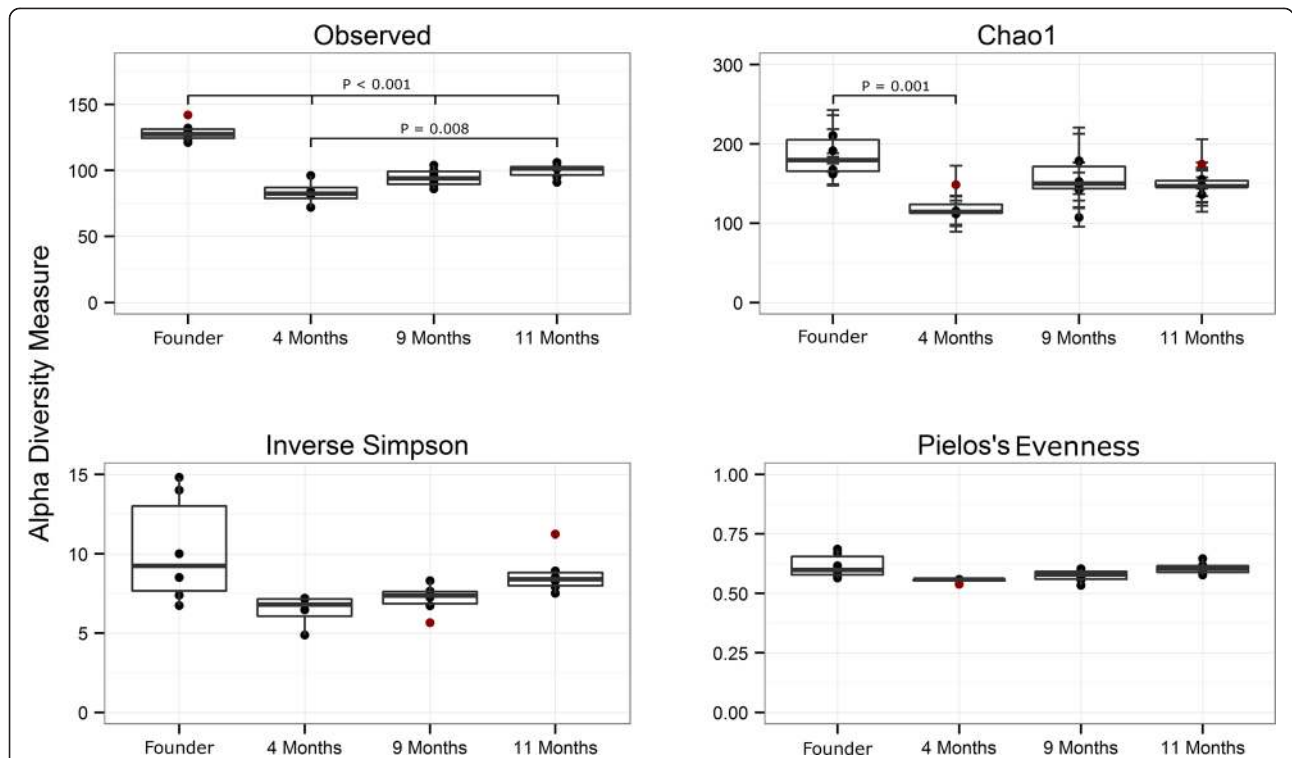 Observed
P < 0.001
P = 0.008
150
100
50
0
Founder 4 Months 9 Months 11 Months
Chao1
P = 0.001
300
200
100
0
Founder 4 Months 9 Months 11 Months
Alpha Diversity Measure
Inverse Simpson
15
10
5
0
Founder 4 Months 9 Months 11 Months
Pielos's Evenness
1.00
0.75
0.50
0.25
0.00
Founder 4 Months 9 Months 11 Months